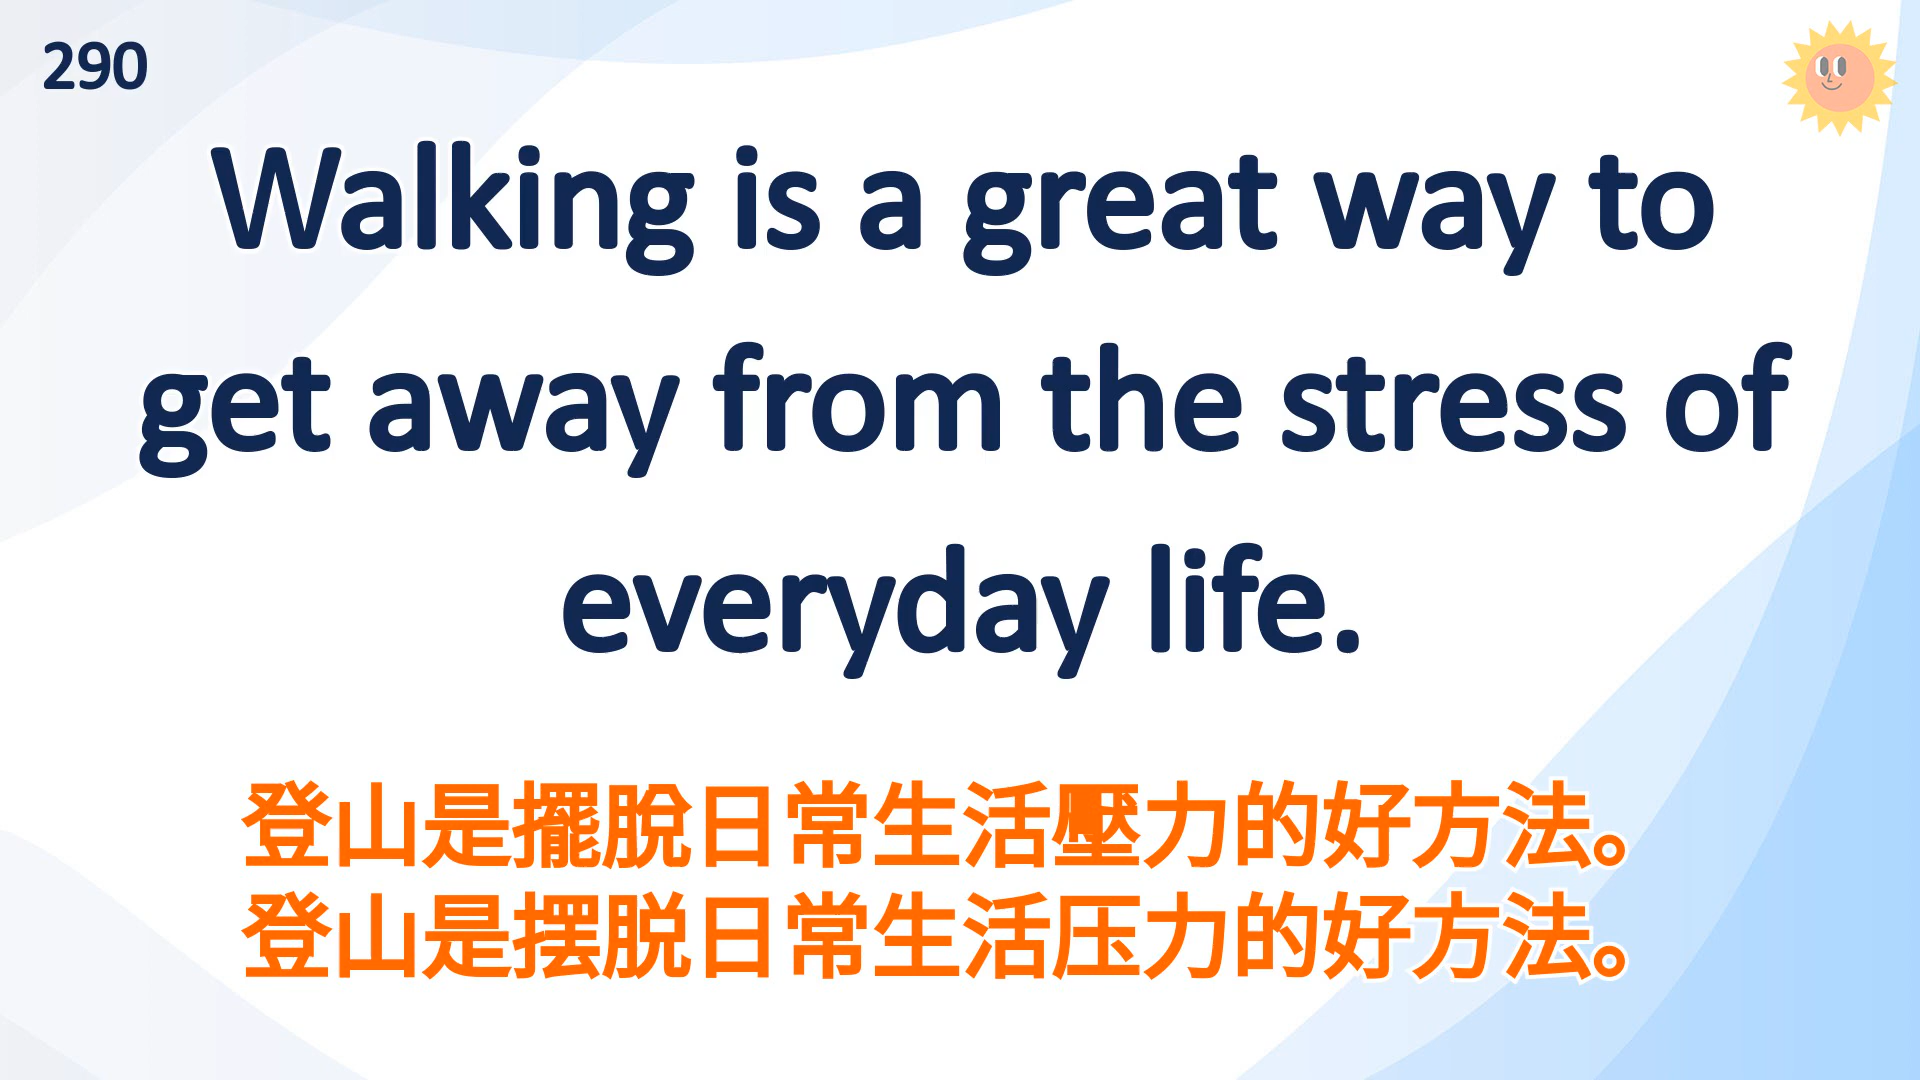 290
Walking is a great way to
get away from the stress of
everyday life.
登山是擺脫日常生活壓力的好方法。
登山是摆脱日常生活压力的好方法。